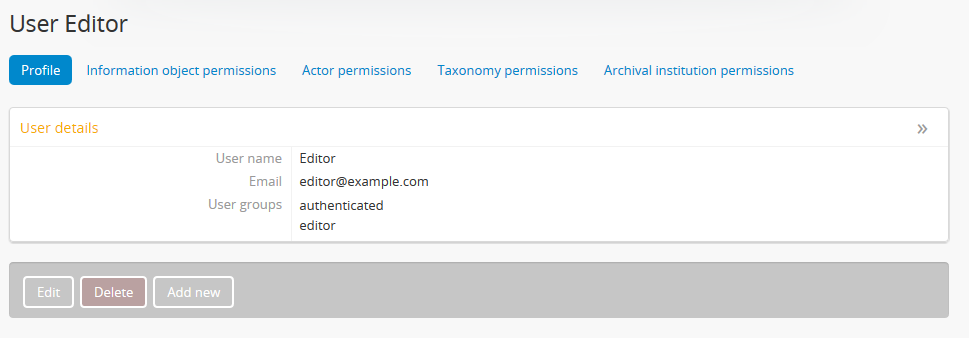 User Editor
Profile Information object permissions Actor permissions Taxonomy permissions Archival institution permissions
User details »
User name Editor
Email editor@example.com
User groups authenticated
editor
Edit Delete Add new